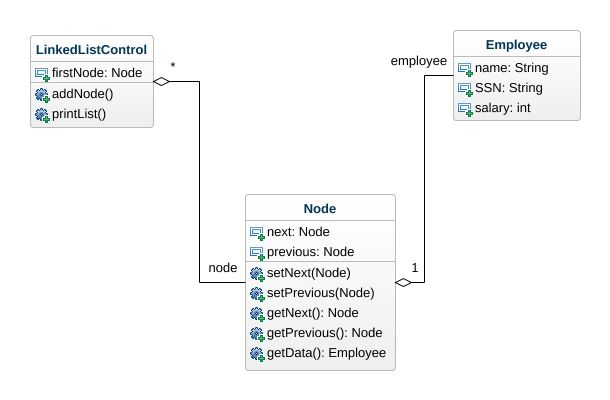 LinkedListControl
firstNode: Node
addNode()
printList()
*
employee
Employee
name: String
SSN: String
salary: int
node
Node
next: Node
previous: Node
setNext(Node)
setPrevious(Node)
getNext(): Node
getPrevious(): Node
getData(): Employee
1